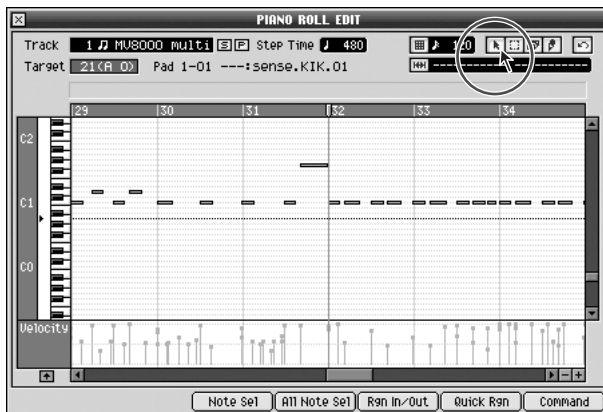 PIANO ROLL EDIT
Track 1 MV8000 multi S P Step Time 480 120
Target 21(A 0) Pad 1-01 ---:sense.KIK.01
29 30 31 32 33 34
C2
C1
C0
Velocity
Note Sel All Note Sel Rgn In/Out Quick Rgn Command